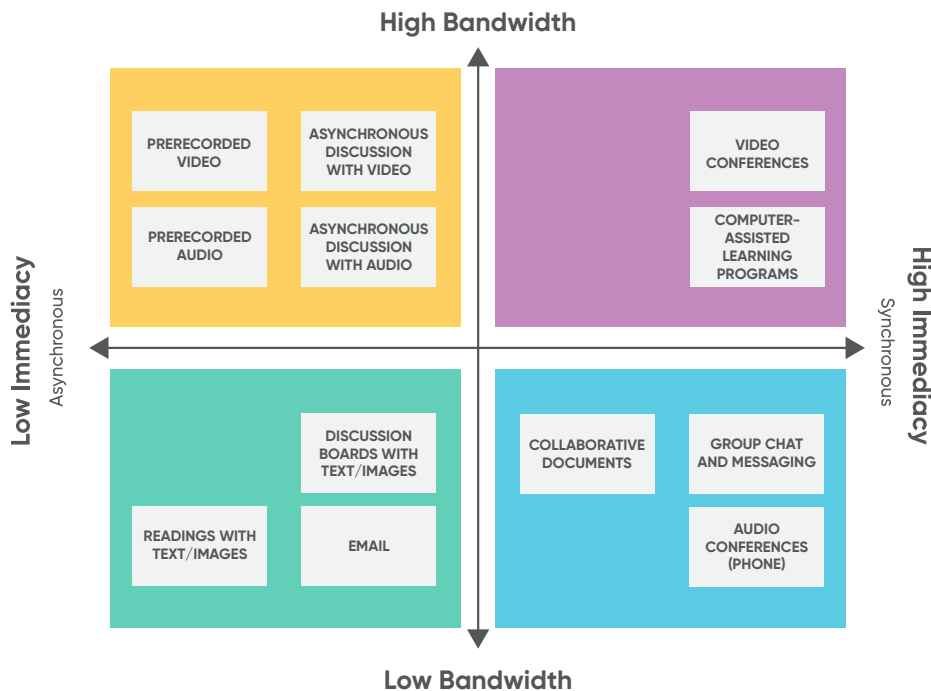 High Bandwidth
PRERECORDED
VIDEO
ASYNCHRONOUS
DISCUSSION
WITH VIDEO
VIDEO
CONFERENCES
PRERECORDED
AUDIO
ASYNCHRONOUS
DISCUSSION
WITH AUDIO
COMPUTER-
ASSISTED
LEARNING
PROGRAMS
Low Immediacy
Asynchronous
High Immediacy
Synchronous
DISCUSSION
BOARDS WITH
TEXT/IMAGES
COLLABORATIVE
DOCUMENTS
GROUP CHAT
AND MESSAGING
READINGS WITH
TEXT/IMAGES
EMAIL
AUDIO
CONFERENCES
(PHONE)
Low Bandwidth